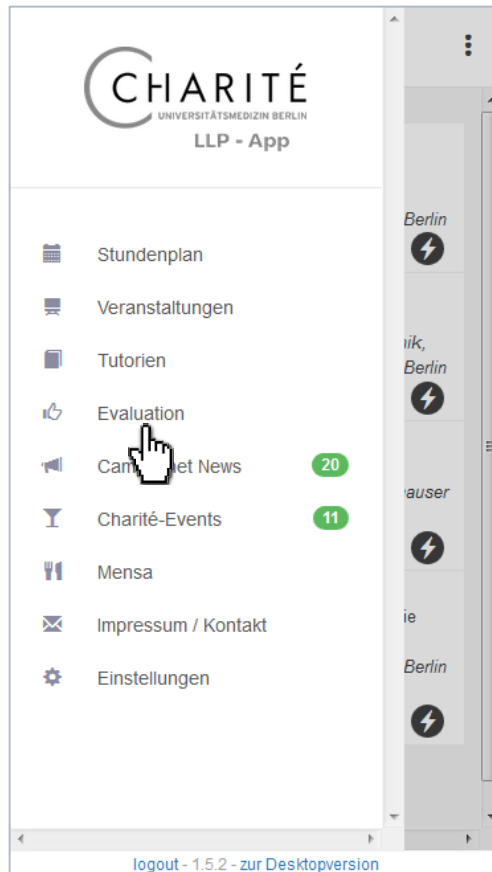 CHARITÉ
UNIVERSITÄTSMEDIZIN BERLIN
LLP - App
Stundenplan
Veranstaltungen
Tutorien
Evaluation
News 20
Charité-Events 11
Mensa
Impressum / Kontakt
Einstellungen
Berlin
Berlin
Berlin
logout - 1.5.2 - zur Desktopversion